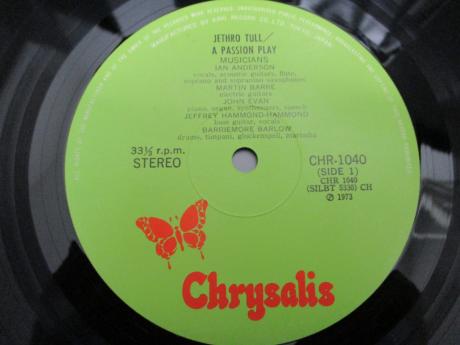 JETHRO TULL/
A PASSION PLAY
MUSICIANS
IAN ANDERSON
vocals, acoustic guitars, flute,
soprano and sopranino saxophones
MARTIN BARRE
electric guitars
JOHN EVAN
piano, organ, synthesisers, speech
JEFFREY HAMMOND-HAMMOND
bass guitar, vocals
BARRIEMORE BARLOW
drums, timpani, glockenspeil, marimba
33⅓ r.p.m.
STEREO
CHR-1040
(SIDE 1)
CHR 1040
(SILBT 5330) CH
Ⓟ 1973
Chrysalis